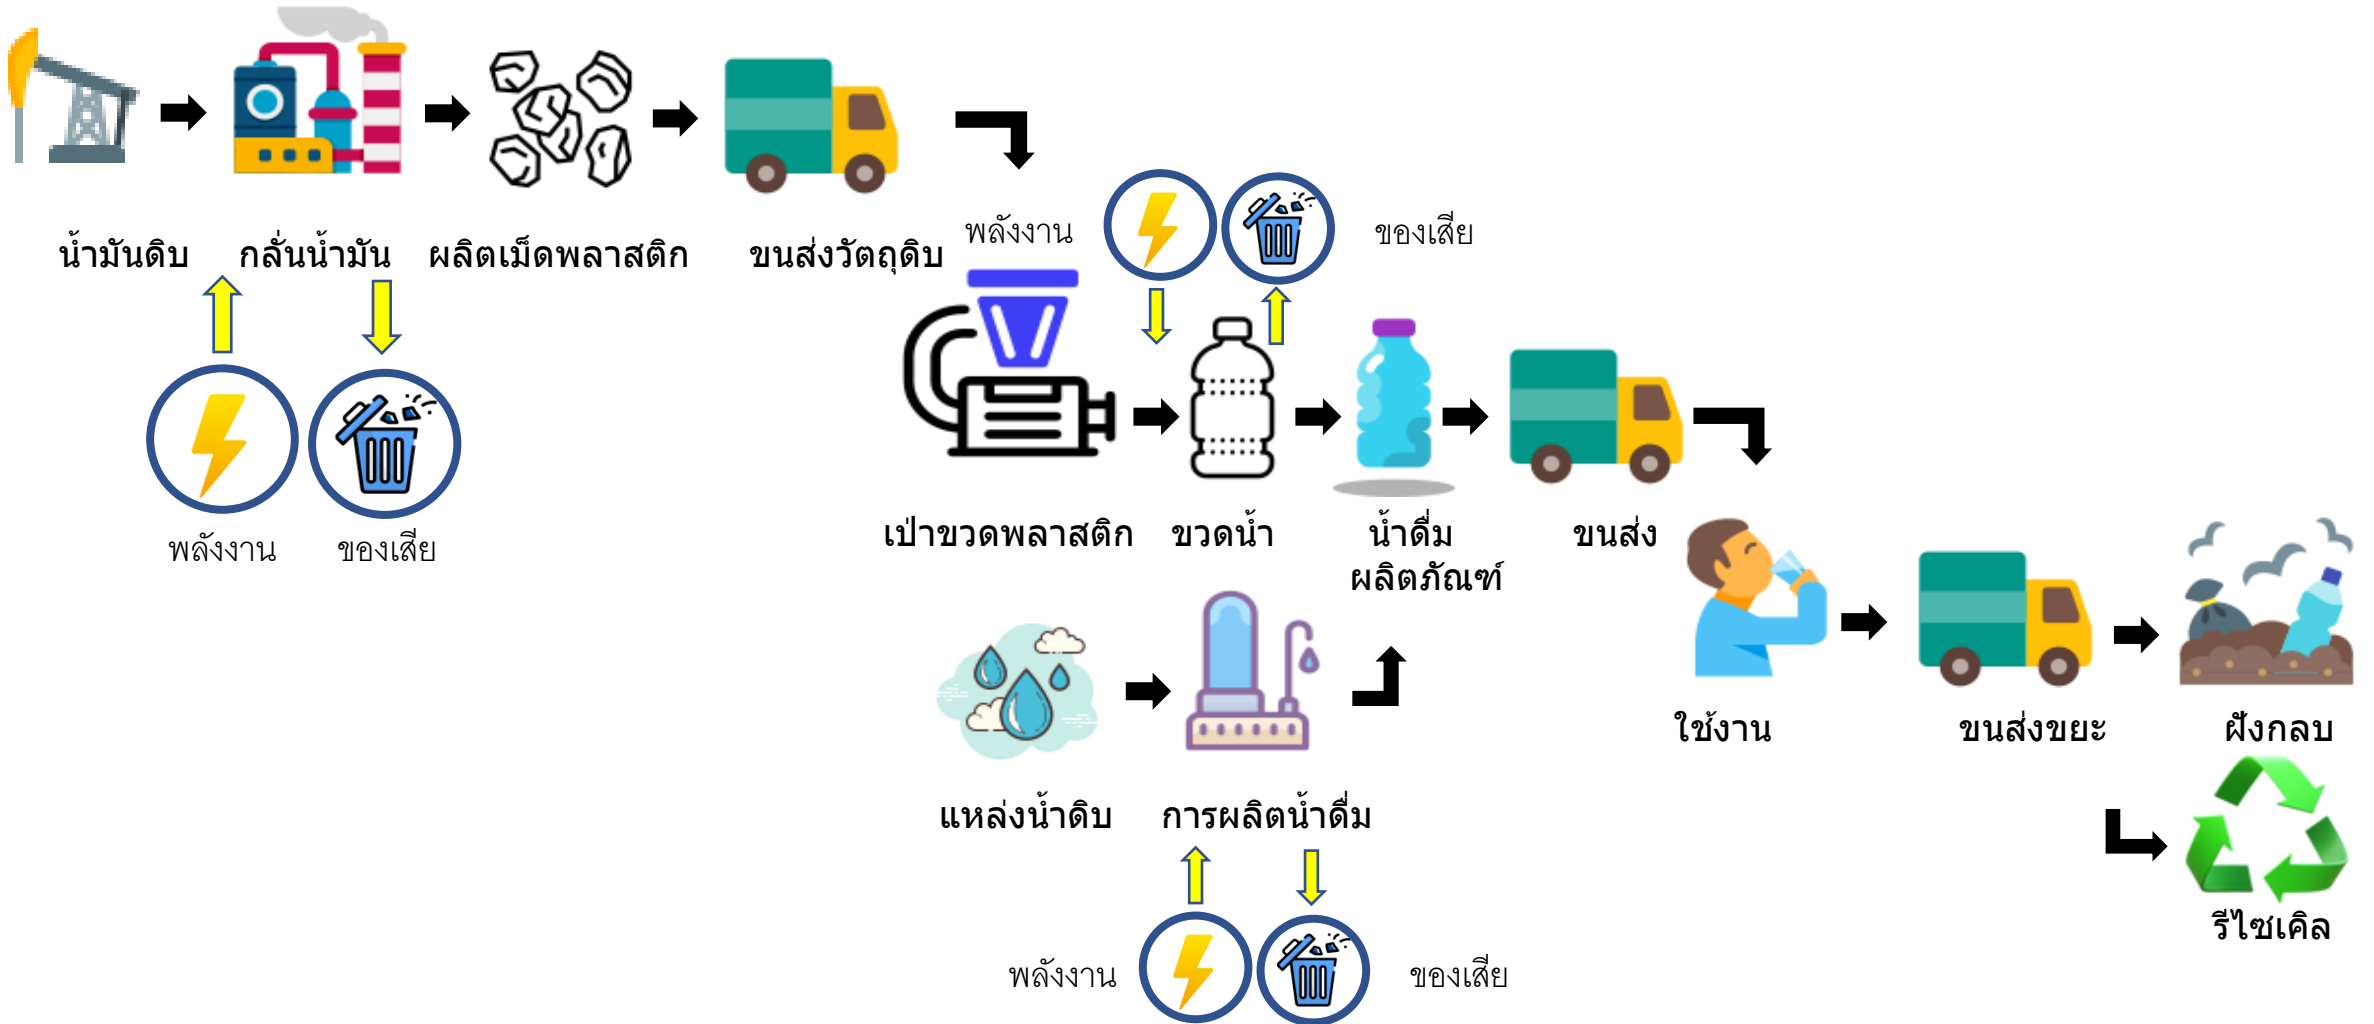 น้ำมันดิบ
กลั่นน้ำมัน
ผลิตเม็ดพลาสติก
ขนส่งวัตถุดิบ
พลังงาน
ของเสีย
พลังงาน
ของเสีย
เป่าขวดพลาสติก
ขวดน้ำ
น้ำดื่ม
ผลิตภัณฑ์
ขนส่ง
แหล่งน้ำดิบ
การผลิตน้ำดื่ม
พลังงาน
ของเสีย
ใช้งาน
ขนส่งขยะ
ฝังกลบ
รีไซเคิล